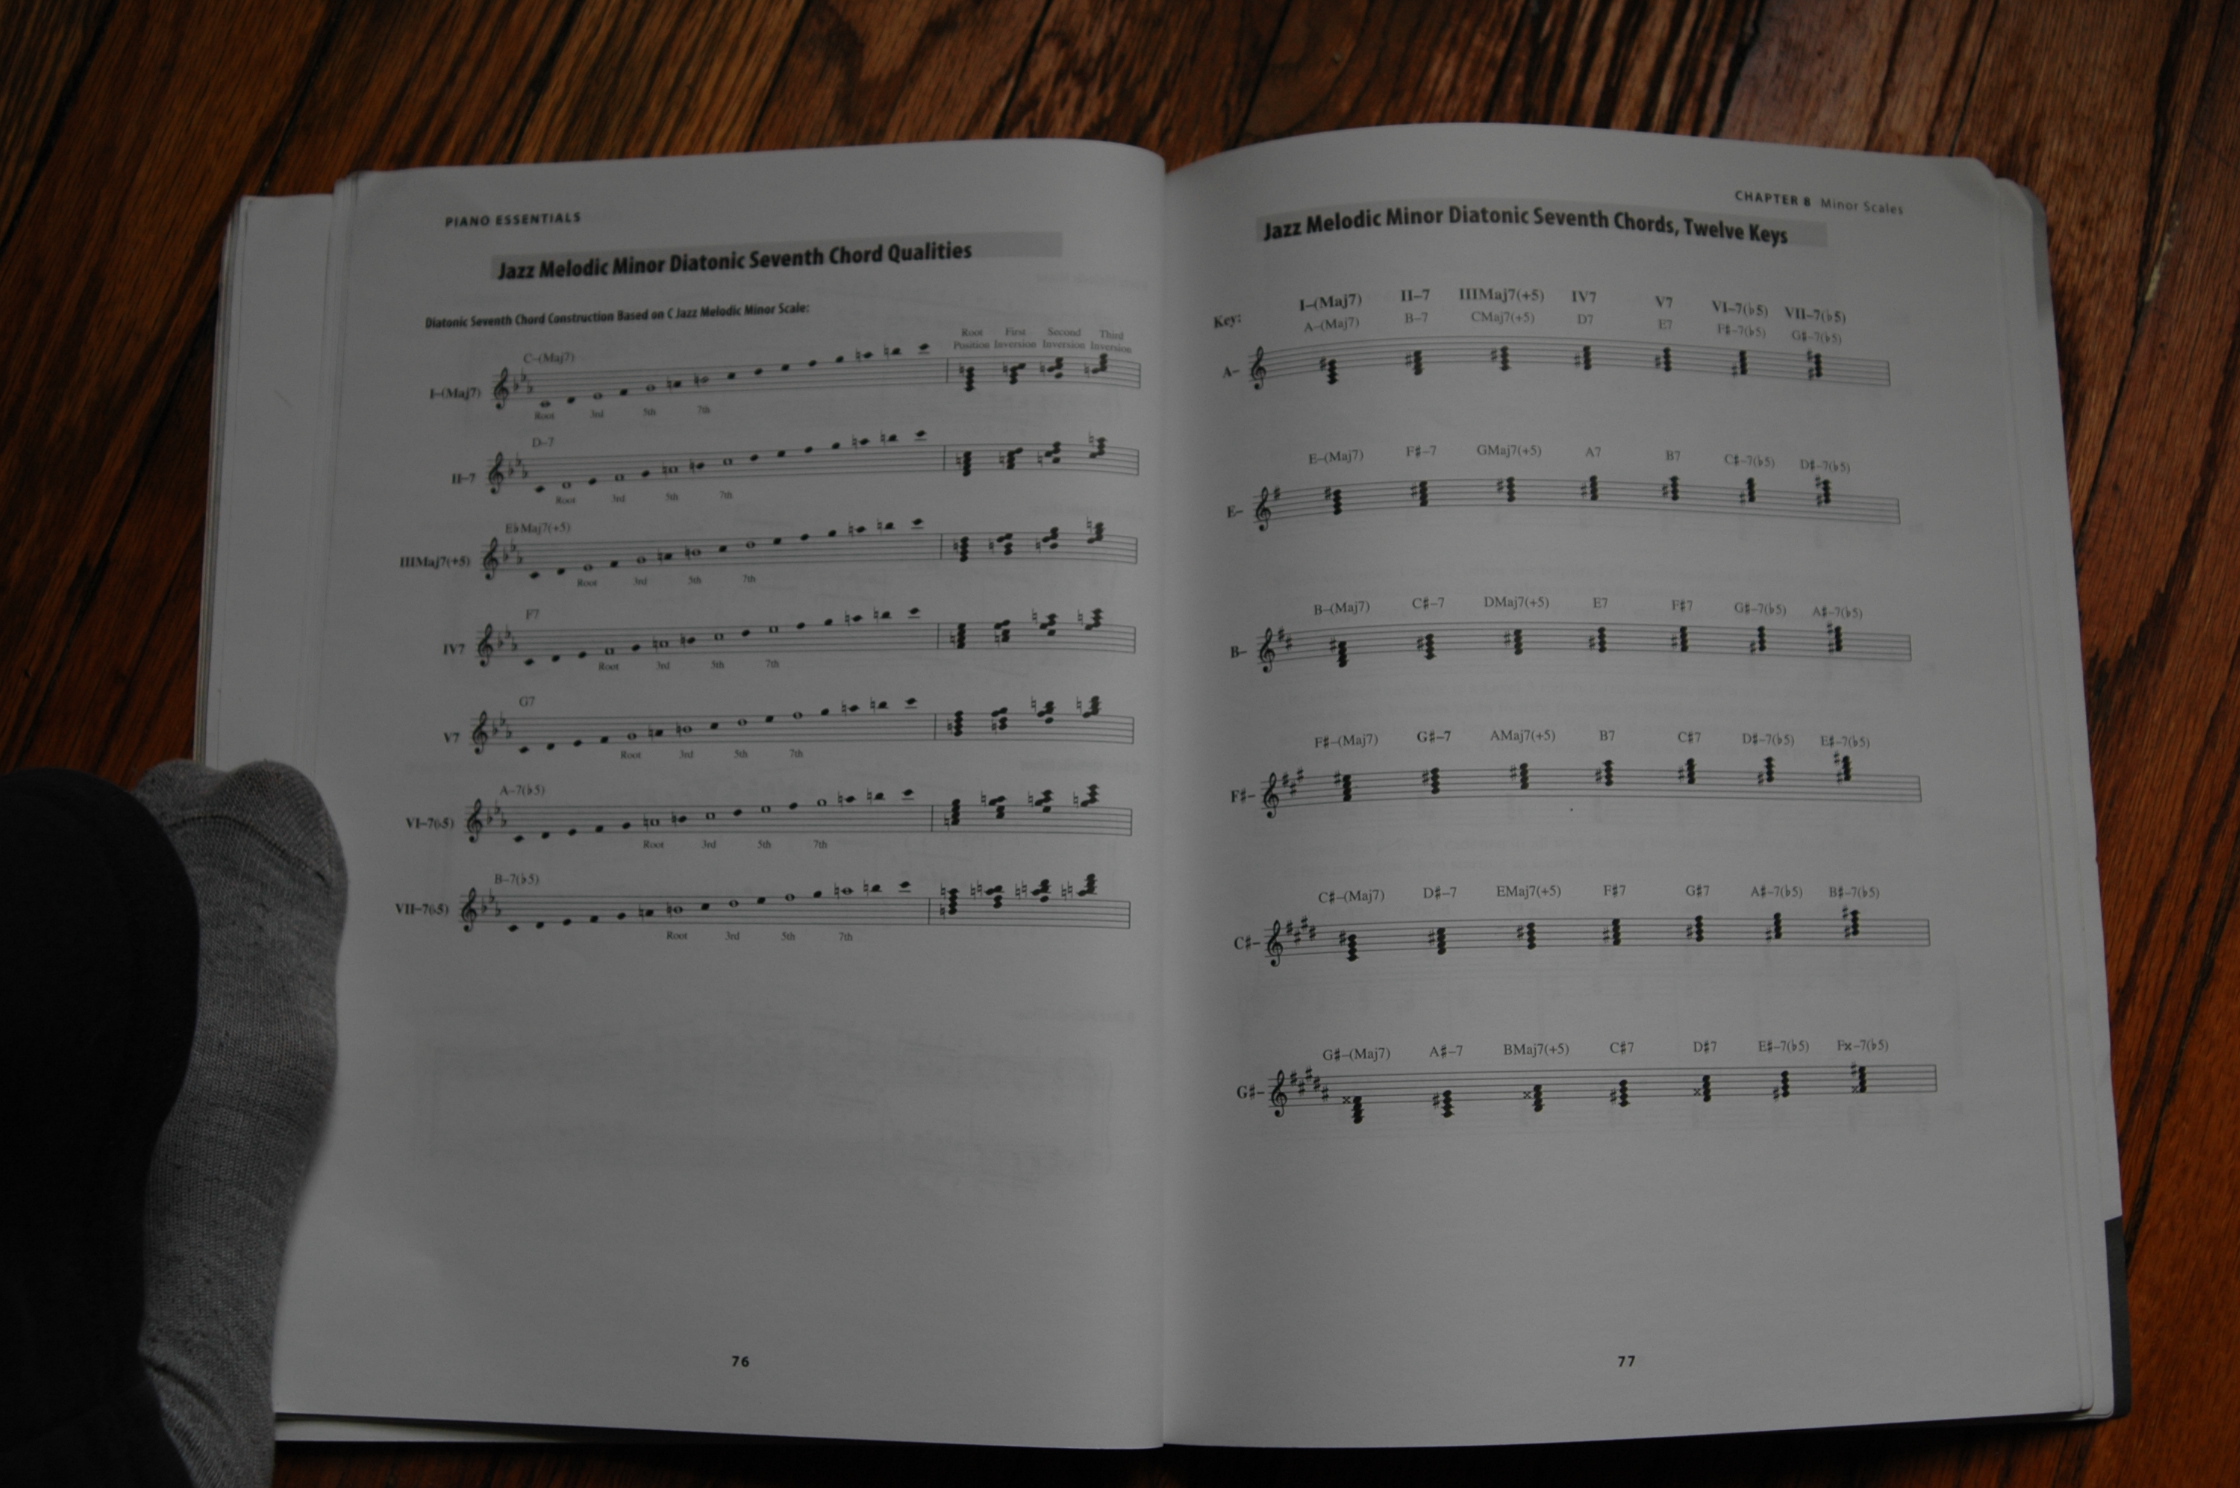 PIANO ESSENTIALS
Jazz Melodic Minor Diatonic Seventh Chord Qualities
Diatonic Seventh Chord Construction Based on C Jazz Melodic Minor Scale:
Root First Second Third
Position Inversion Inversion Inversion
C–(Maj7)
I–(Maj7)
Root 3rd 5th 7th
D–7
II–7
Root 3rd 5th 7th
E♭Maj7(+5)
IIIMaj7(+5)
Root 3rd 5th 7th
F7
IV7
Root 3rd 5th 7th
G7
V7
Root 3rd 5th 7th
A–7(♭5)
VI–7(♭5)
Root 3rd 5th 7th
B–7(♭5)
VII–7(♭5)
Root 3rd 5th 7th
76
CHAPTER 8 Minor Scales
Jazz Melodic Minor Diatonic Seventh Chords, Twelve Keys
Key: I–(Maj7) II–7 IIIMaj7(+5) IV7 V7 VI–7(♭5) VII–7(♭5)
A–(Maj7) B–7 CMaj7(+5) D7 E7 F♯–7(♭5) G♯–7(♭5)
A–
E–(Maj7) F♯–7 GMaj7(+5) A7 B7 C♯–7(♭5) D♯–7(♭5)
E–
B–(Maj7) C♯–7 DMaj7(+5) E7 F♯7 G♯–7(♭5) A♯–7(♭5)
B–
F♯–(Maj7) G♯–7 AMaj7(+5) B7 C♯7 D♯–7(♭5) E♯–7(♭5)
F♯–
C♯–(Maj7) D♯–7 EMaj7(+5) F♯7 G♯7 A♯–7(♭5) B♯–7(♭5)
C♯–
G♯–(Maj7) A♯–7 BMaj7(+5) C♯7 D♯7 E♯–7(♭5) F𝄪–7(♭5)
G♯–
77